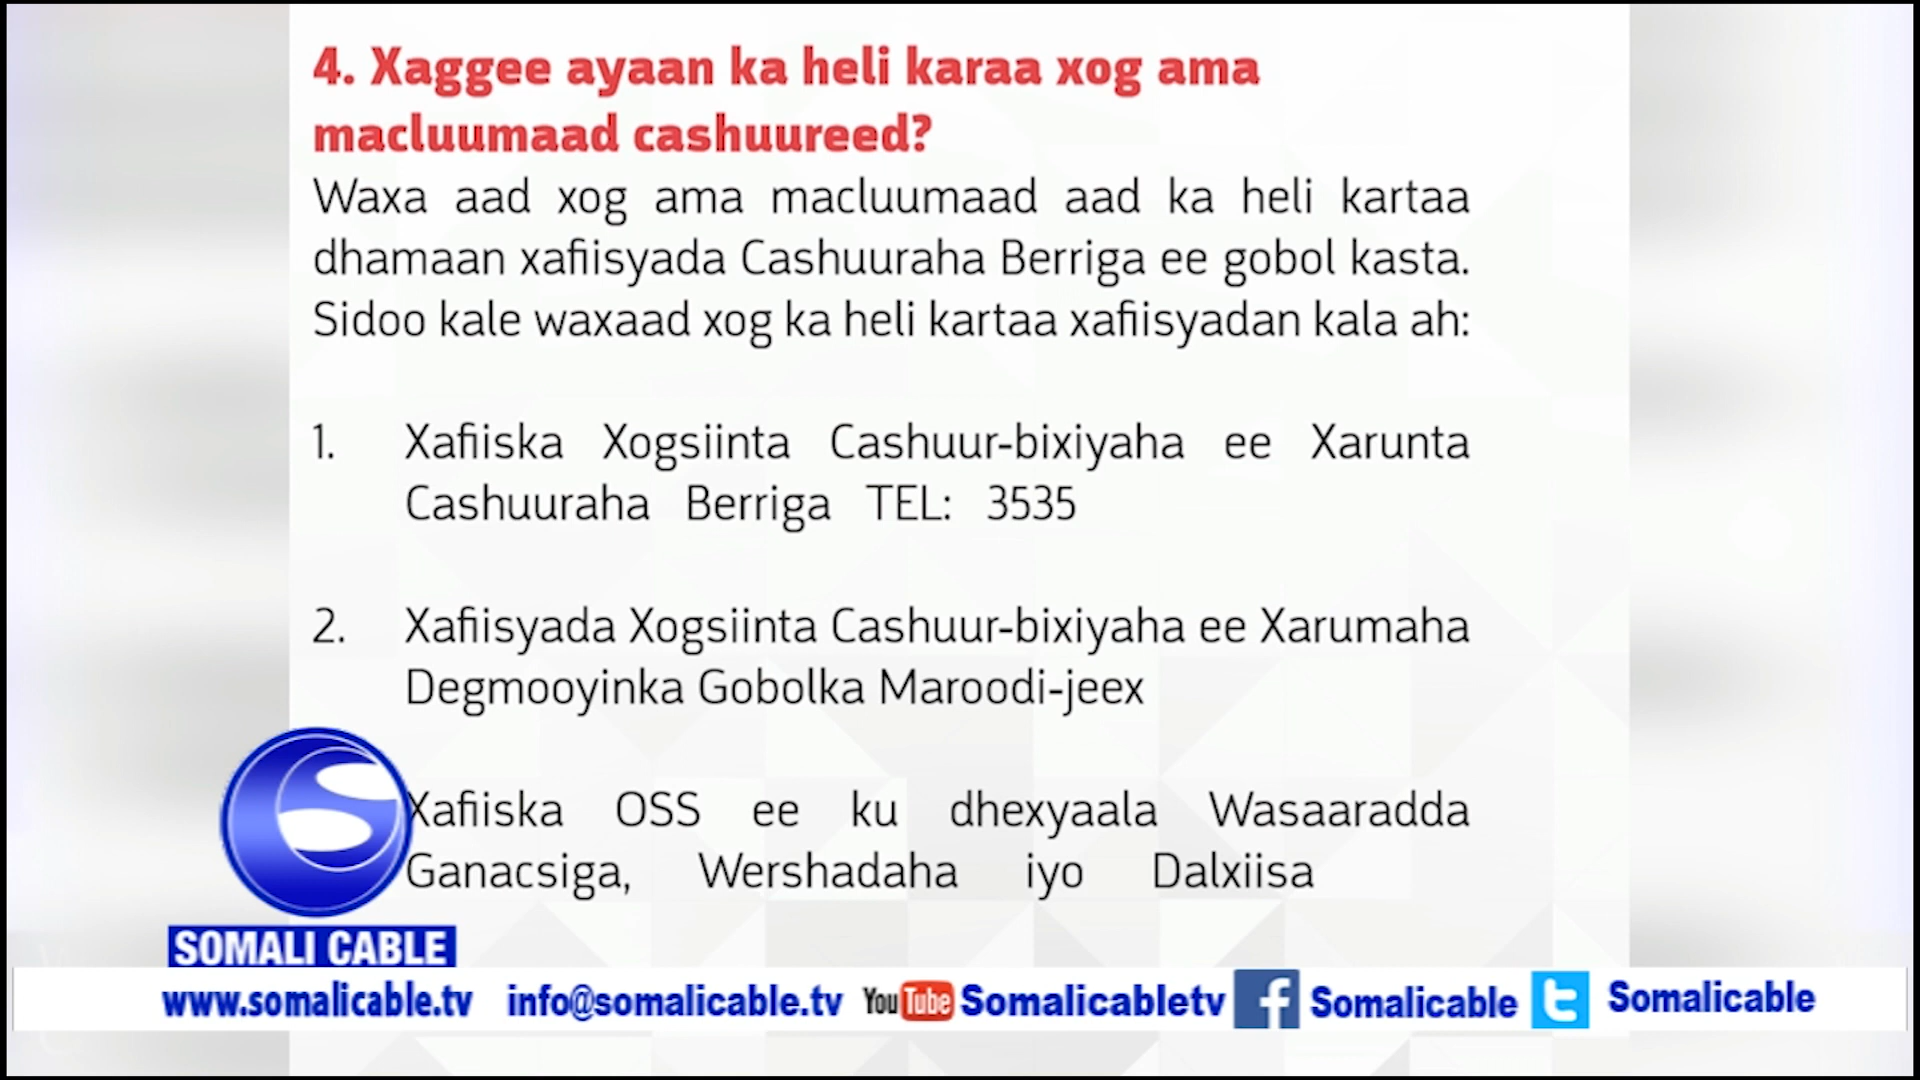 4. Xaggee ayaan ka heli karaa xog ama
macluumaad cashuureed?
Waxa aad xog ama macluumaad aad ka heli kartaa
dhamaan xafiisyada Cashuuraha Berriga ee gobol kasta.
Sidoo kale waxaad xog ka heli kartaa xafiisyadan kala ah:
1. Xafiiska Xogsiinta Cashuur-bixiyaha ee Xarunta
Cashuuraha Berriga TEL: 3535
2. Xafiisyada Xogsiinta Cashuur-bixiyaha ee Xarumaha
Degmooyinka Gobolka Maroodi-jeex
Xafiiska OSS ee ku dhexyaala Wasaaradda
Ganacsiga, Wershadaha iyo Dalxiisa
SOMALI CABLE
www.somalicable.tv info@somalicable.tv YouTube Somalicabletv f Somalicable t Somalicable